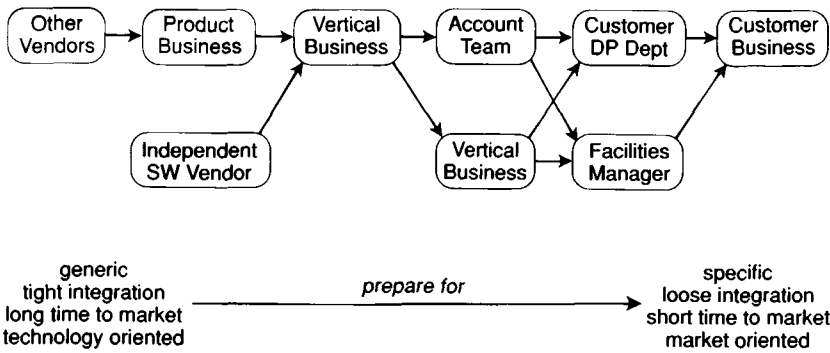 Other
Vendors
Product
Business
Vertical
Business
Account
Team
Customer
DP Dept
Customer
Business
Independent
SW Vendor
Vertical
Business
Facilities
Manager
generic
tight integration
long time to market
technology oriented
prepare for
specific
loose integration
short time to market
market oriented